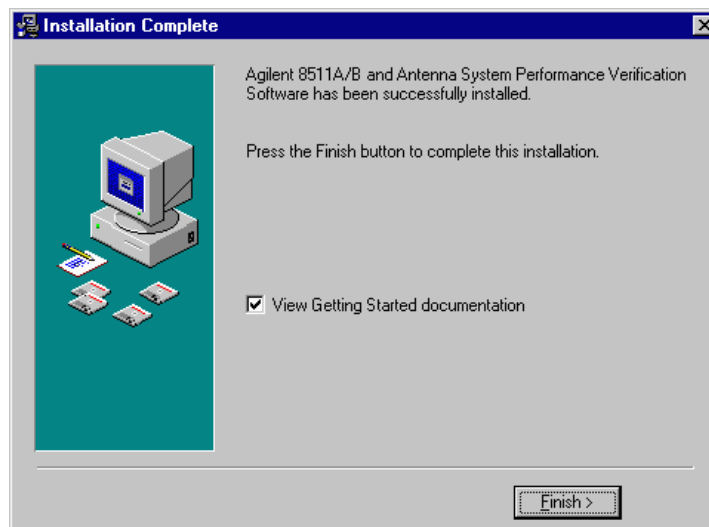 Installation Complete
Agilent 8511A/B and Antenna System Performance Verification
Software has been successfully installed.
Press the Finish button to complete this installation.
View Getting Started documentation
Finish >